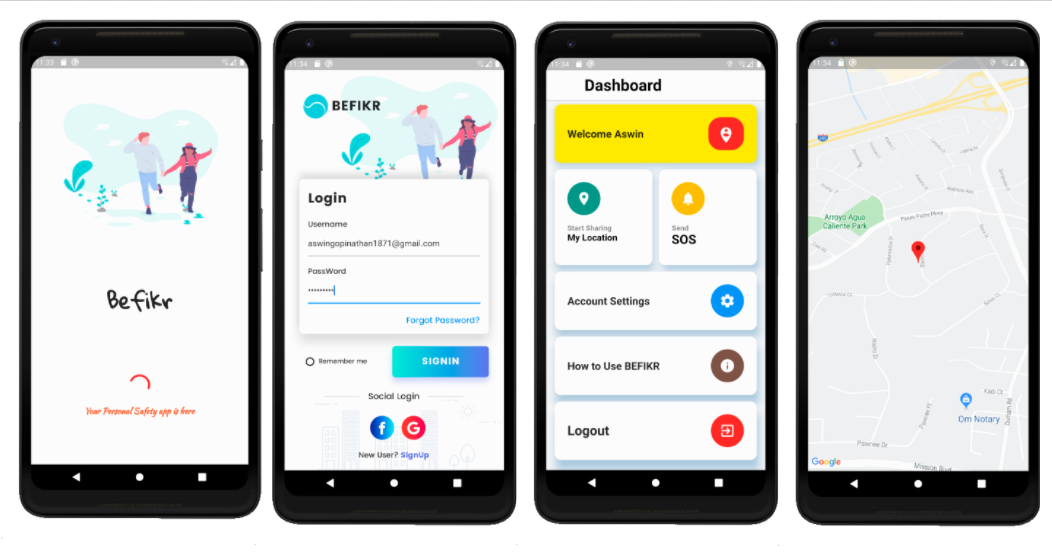 11:33
Befikr
Your Personal Safety app is here
11:34
BEFIKR
Login
Username
aswingopinathan1871@gmail.com
PassWord
Forgot Password?
Remember me
SIGNIN
Social Login
f G
New User? SignUp
11:34
Dashboard
Welcome Aswin
Start Sharing
My Location
Send
SOS
Account Settings
How to Use BEFIKR
Logout
11:34
Arroyo Agua
Caliente Park
Paseo Padre Pkwy
Om Notary
Pawnee Dr
Mission Blvd
Google